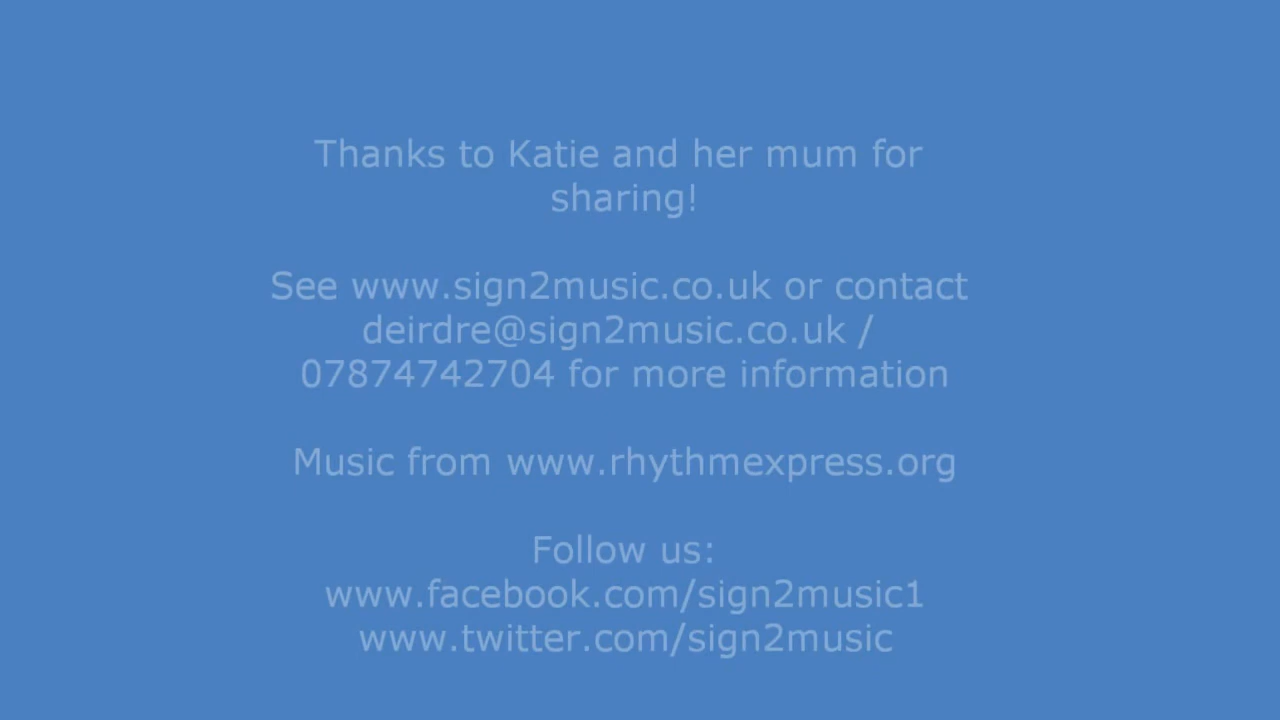 Thanks to Katie and her mum for
sharing!
See www.sign2music.co.uk or contact
deirdre@sign2music.co.uk /
07874742704 for more information
Music from www.rhythmexpress.org
Follow us:
www.facebook.com/sign2music1
www.twitter.com/sign2music